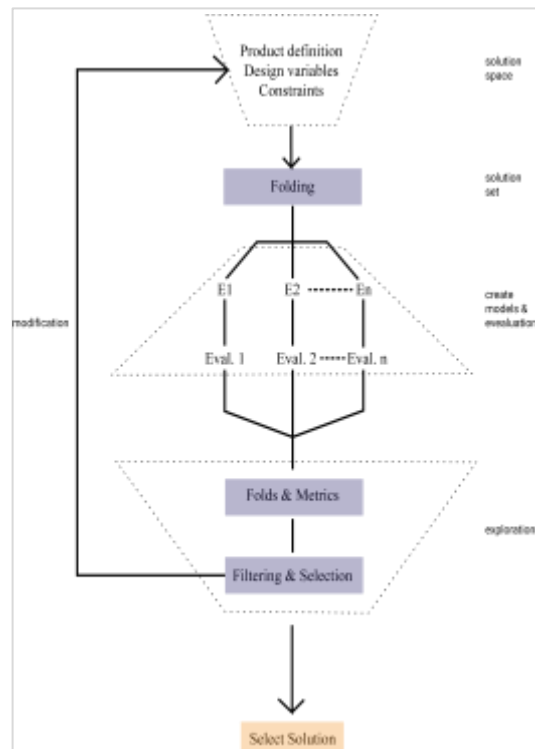 Product definition
Design variables
Constraints
solution
space
Folding
solution
set
E1 E2 En
create
models &
evealuation
modification
Eval. 1 Eval. 2 Eval. n
Folds & Metrics
exploration
Filtering & Selection
Select Solution